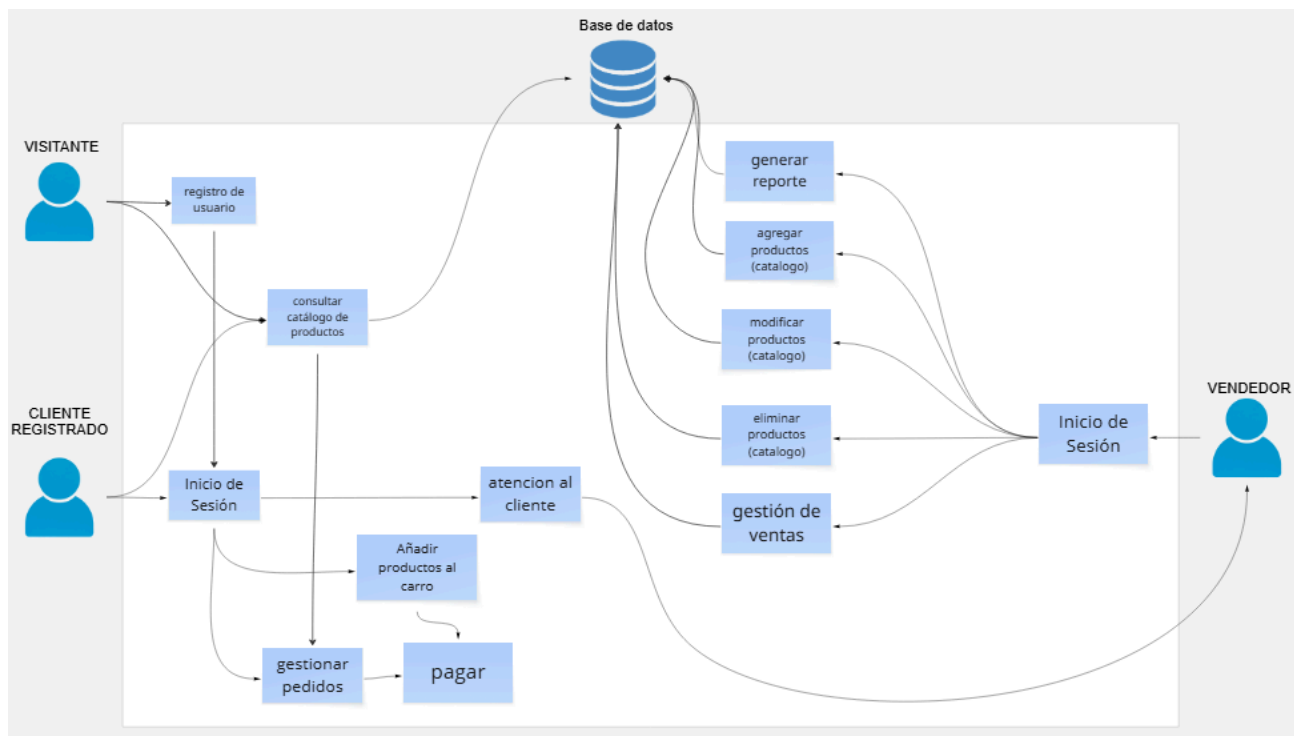 Base de datos
VISITANTE
registro de
usuario
consultar
catálogo de
productos
CLIENTE
REGISTRADO
Inicio de
Sesión
atencion al
cliente
Añadir
productos al
carro
gestionar
pedidos
pagar
generar
reporte
agregar
productos
(catalogo)
modificar
productos
(catalogo)
eliminar
productos
(catalogo)
gestión de
ventas
Inicio de
Sesión
VENDEDOR